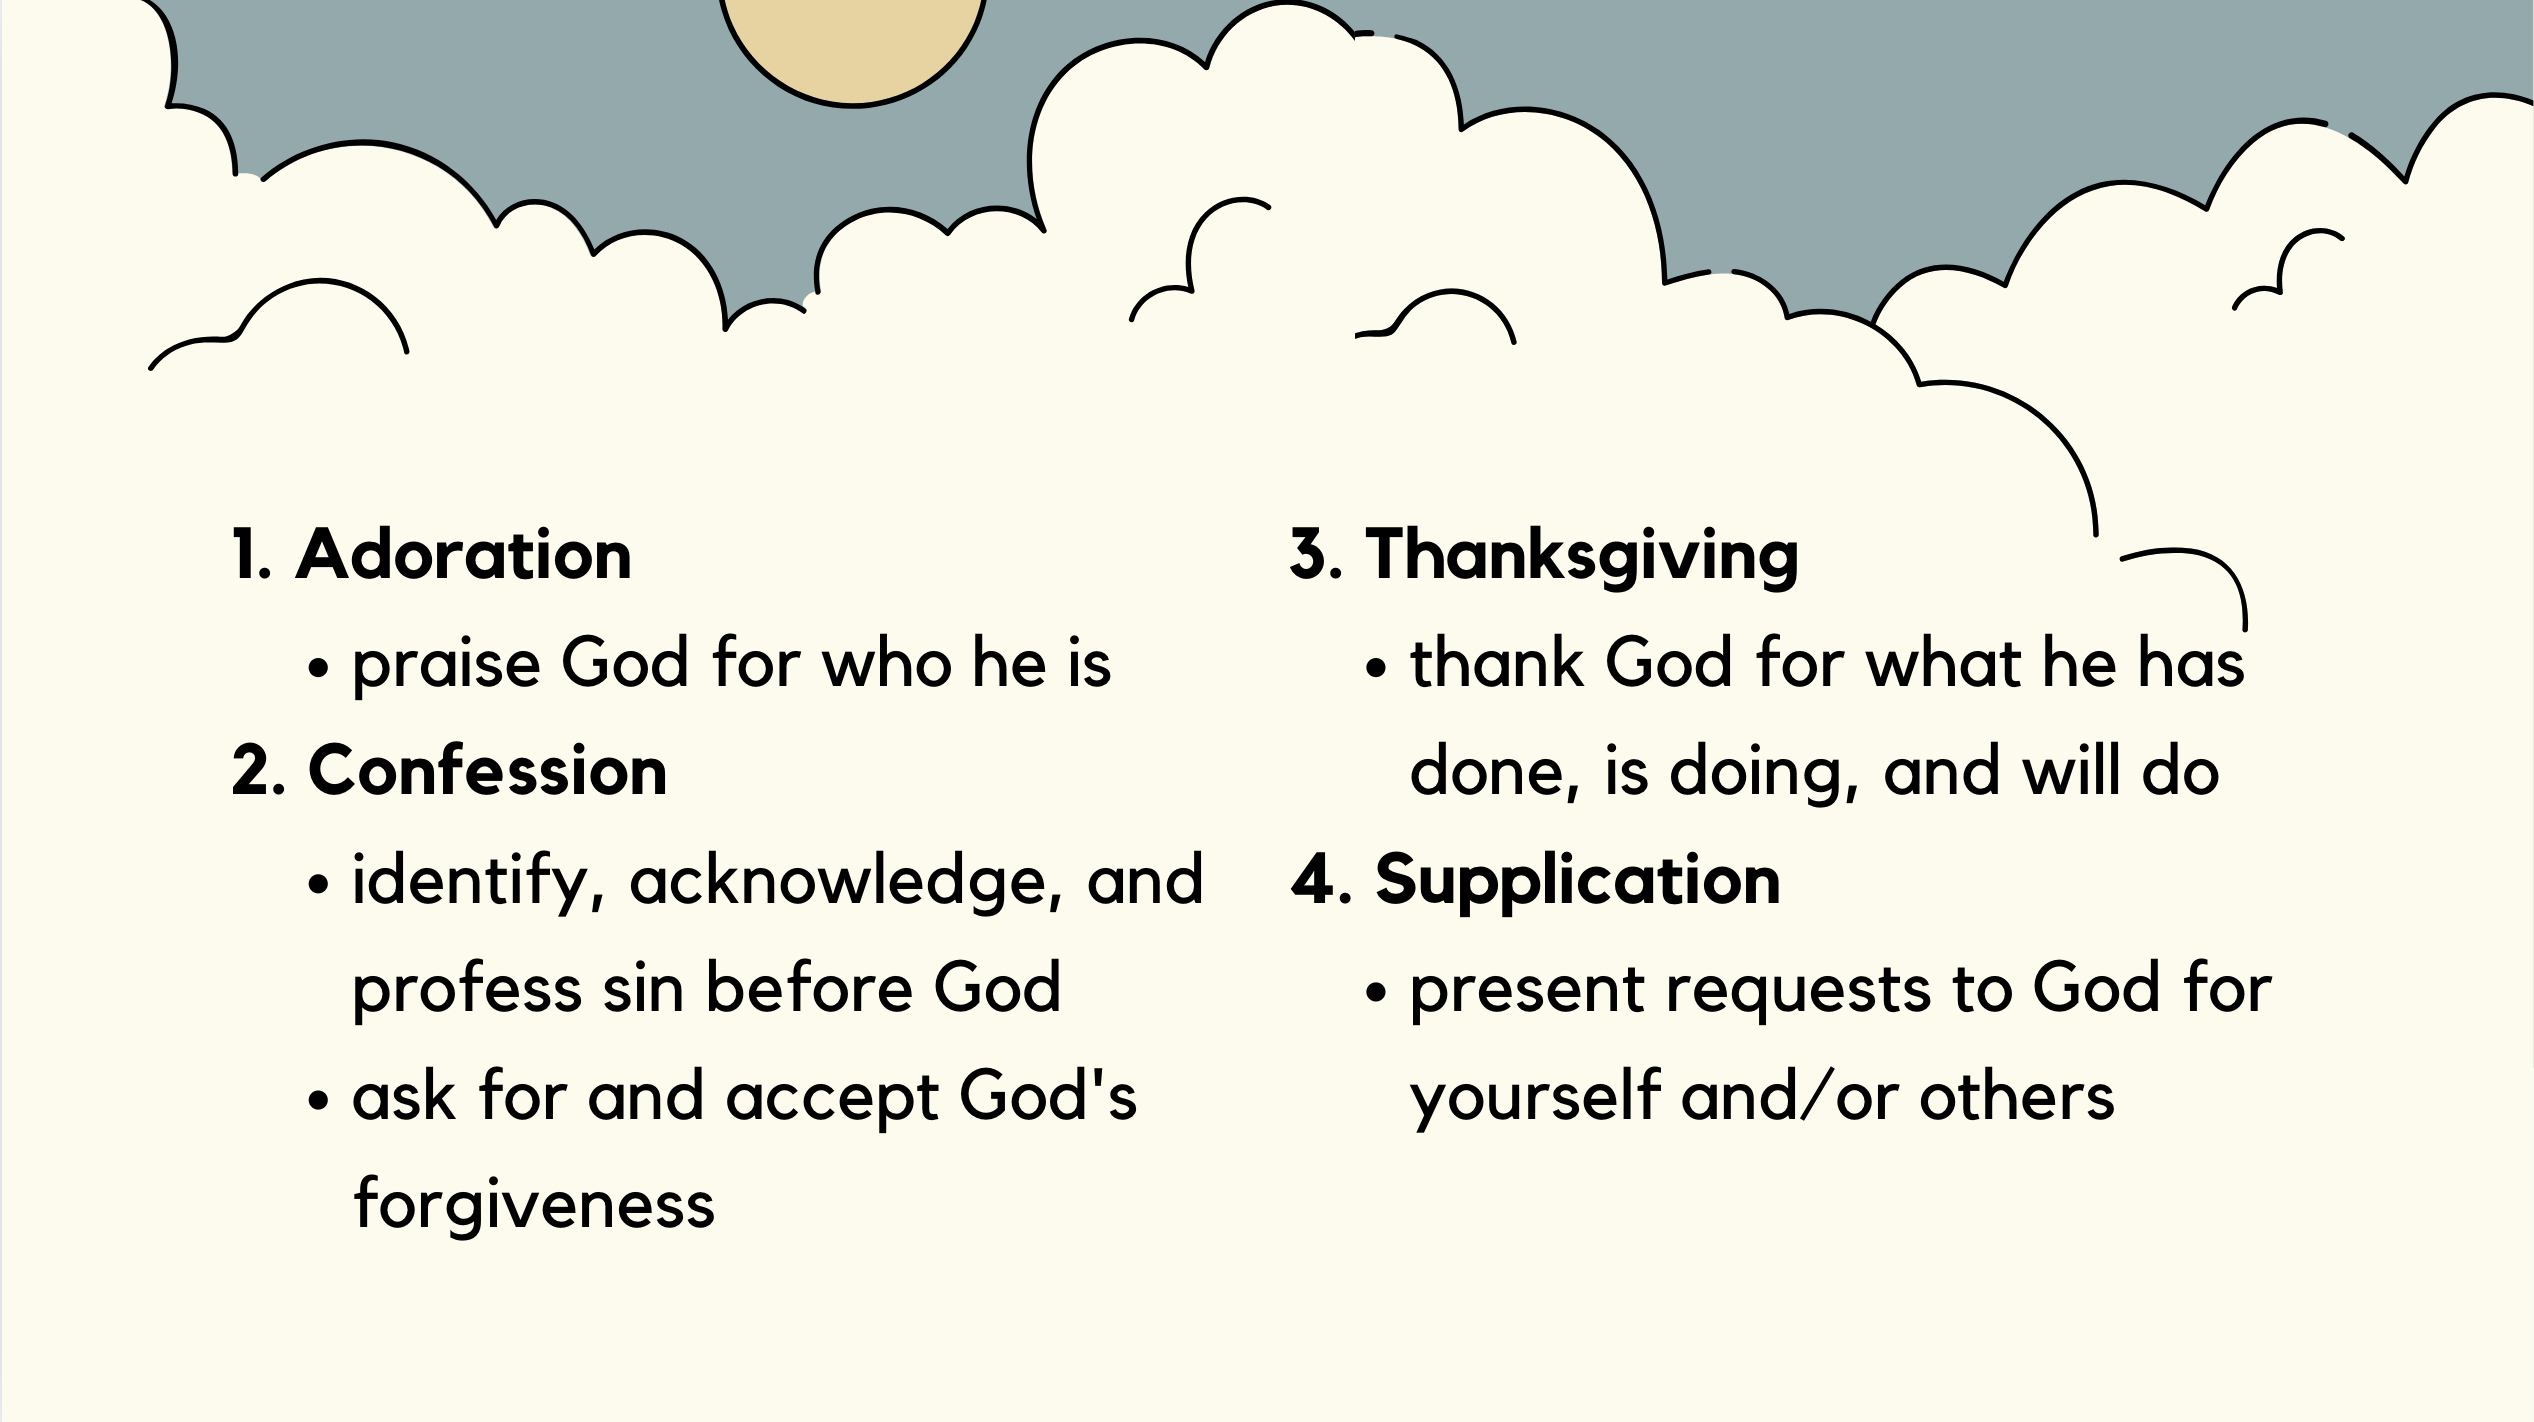 1. Adoration
• praise God for who he is
2. Confession
• identify, acknowledge, and
profess sin before God
• ask for and accept God's
forgiveness
3. Thanksgiving
• thank God for what he has
done, is doing, and will do
4. Supplication
• present requests to God for
yourself and/or others